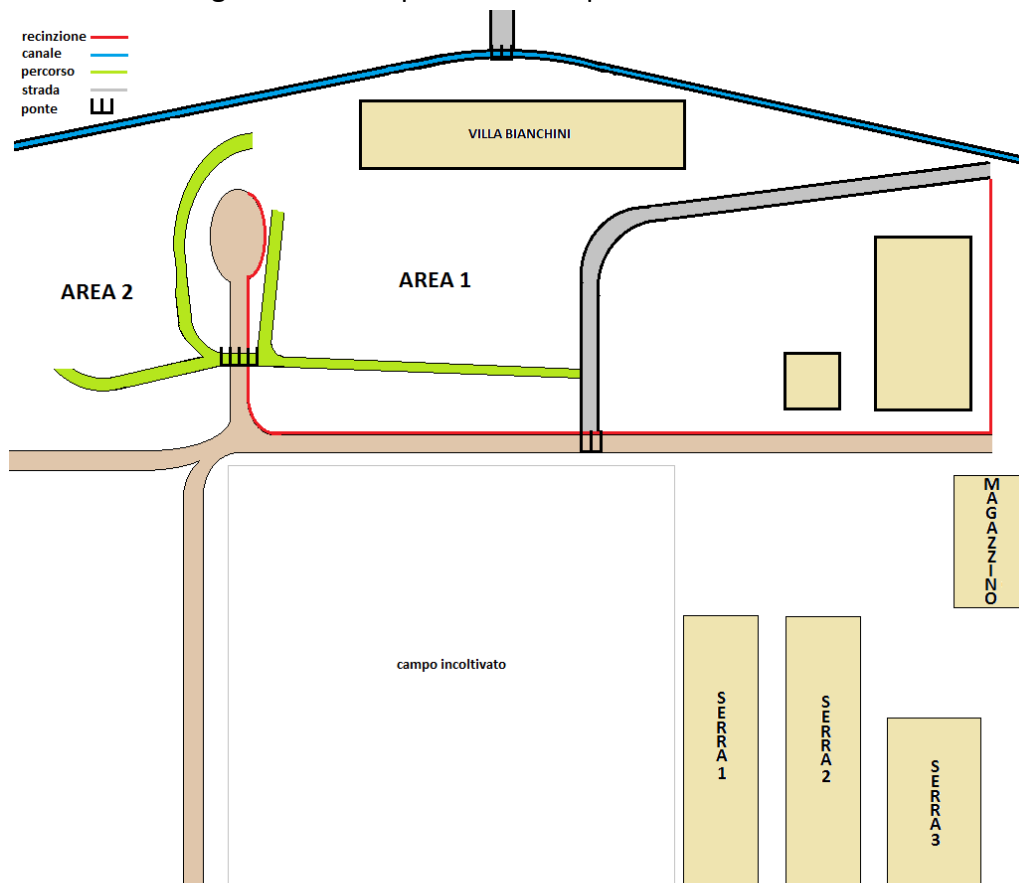 recinzione
canale
percorso
strada
ponte
VILLA BIANCHINI
AREA 2
AREA 1
MAGAZZINO
campo incoltivato
SERRA 1
SERRA 2
SERRA 3